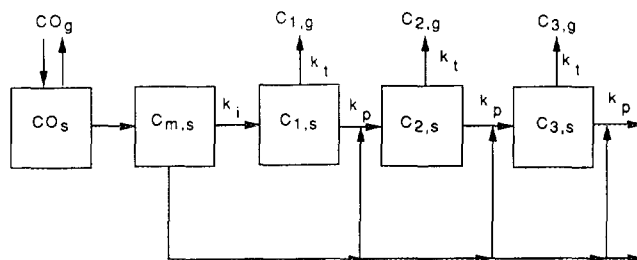 CO_g C_1,g C_2,g C_3,g
k_t k_t k_t
CO_s C_m,s k_i C_1,s k_p C_2,s k_p C_3,s k_p